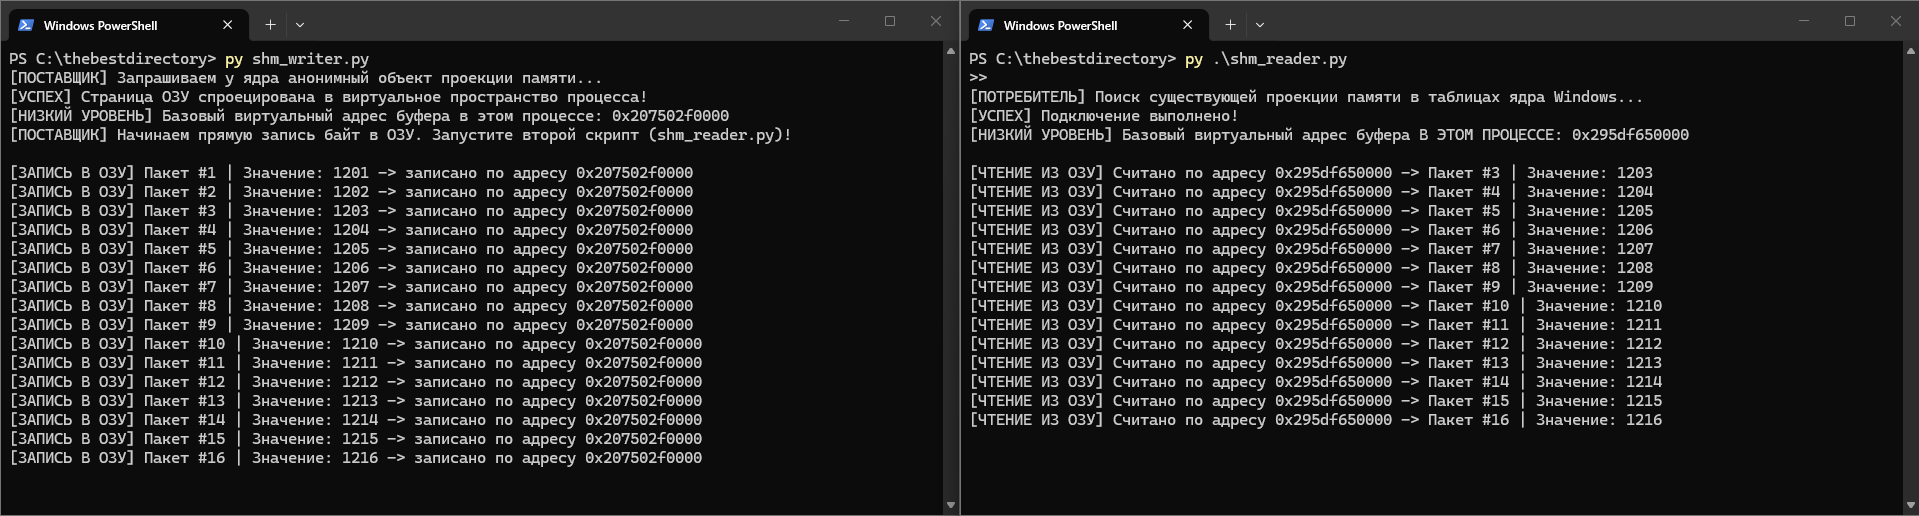 Windows PowerShell
PS C:\thebestdirectory> py shm_writer.py
[ПОСТАВЩИК] Запрашиваем у ядра анонимный объект проекции памяти...
[УСПЕХ] Страница ОЗУ спроецирована в виртуальное пространство процесса!
[НИЗКИЙ УРОВЕНЬ] Базовый виртуальный адрес буфера в этом процессе: 0x207502f0000
[ПОСТАВЩИК] Начинаем прямую запись байт в ОЗУ. Запустите второй скрипт (shm_reader.py)!
[ЗАПИСЬ В ОЗУ] Пакет #1 | Значение: 1201 -> записано по адресу 0x207502f0000
[ЗАПИСЬ В ОЗУ] Пакет #2 | Значение: 1202 -> записано по адресу 0x207502f0000
[ЗАПИСЬ В ОЗУ] Пакет #3 | Значение: 1203 -> записано по адресу 0x207502f0000
[ЗАПИСЬ В ОЗУ] Пакет #4 | Значение: 1204 -> записано по адресу 0x207502f0000
[ЗАПИСЬ В ОЗУ] Пакет #5 | Значение: 1205 -> записано по адресу 0x207502f0000
[ЗАПИСЬ В ОЗУ] Пакет #6 | Значение: 1206 -> записано по адресу 0x207502f0000
[ЗАПИСЬ В ОЗУ] Пакет #7 | Значение: 1207 -> записано по адресу 0x207502f0000
[ЗАПИСЬ В ОЗУ] Пакет #8 | Значение: 1208 -> записано по адресу 0x207502f0000
[ЗАПИСЬ В ОЗУ] Пакет #9 | Значение: 1209 -> записано по адресу 0x207502f0000
[ЗАПИСЬ В ОЗУ] Пакет #10 | Значение: 1210 -> записано по адресу 0x207502f0000
[ЗАПИСЬ В ОЗУ] Пакет #11 | Значение: 1211 -> записано по адресу 0x207502f0000
[ЗАПИСЬ В ОЗУ] Пакет #12 | Значение: 1212 -> записано по адресу 0x207502f0000
[ЗАПИСЬ В ОЗУ] Пакет #13 | Значение: 1213 -> записано по адресу 0x207502f0000
[ЗАПИСЬ В ОЗУ] Пакет #14 | Значение: 1214 -> записано по адресу 0x207502f0000
[ЗАПИСЬ В ОЗУ] Пакет #15 | Значение: 1215 -> записано по адресу 0x207502f0000
[ЗАПИСЬ В ОЗУ] Пакет #16 | Значение: 1216 -> записано по адресу 0x207502f0000
Windows PowerShell
PS C:\thebestdirectory> py .\shm_reader.py
>>
[ПОТРЕБИТЕЛЬ] Поиск существующей проекции памяти в таблицах ядра Windows...
[УСПЕХ] Подключение выполнено!
[НИЗКИЙ УРОВЕНЬ] Базовый виртуальный адрес буфера В ЭТОМ ПРОЦЕССЕ: 0x295df650000
[ЧТЕНИЕ ИЗ ОЗУ] Считано по адресу 0x295df650000 -> Пакет #3 | Значение: 1203
[ЧТЕНИЕ ИЗ ОЗУ] Считано по адресу 0x295df650000 -> Пакет #4 | Значение: 1204
[ЧТЕНИЕ ИЗ ОЗУ] Считано по адресу 0x295df650000 -> Пакет #5 | Значение: 1205
[ЧТЕНИЕ ИЗ ОЗУ] Считано по адресу 0x295df650000 -> Пакет #6 | Значение: 1206
[ЧТЕНИЕ ИЗ ОЗУ] Считано по адресу 0x295df650000 -> Пакет #7 | Значение: 1207
[ЧТЕНИЕ ИЗ ОЗУ] Считано по адресу 0x295df650000 -> Пакет #8 | Значение: 1208
[ЧТЕНИЕ ИЗ ОЗУ] Считано по адресу 0x295df650000 -> Пакет #9 | Значение: 1209
[ЧТЕНИЕ ИЗ ОЗУ] Считано по адресу 0x295df650000 -> Пакет #10 | Значение: 1210
[ЧТЕНИЕ ИЗ ОЗУ] Считано по адресу 0x295df650000 -> Пакет #11 | Значение: 1211
[ЧТЕНИЕ ИЗ ОЗУ] Считано по адресу 0x295df650000 -> Пакет #12 | Значение: 1212
[ЧТЕНИЕ ИЗ ОЗУ] Считано по адресу 0x295df650000 -> Пакет #13 | Значение: 1213
[ЧТЕНИЕ ИЗ ОЗУ] Считано по адресу 0x295df650000 -> Пакет #14 | Значение: 1214
[ЧТЕНИЕ ИЗ ОЗУ] Считано по адресу 0x295df650000 -> Пакет #15 | Значение: 1215
[ЧТЕНИЕ ИЗ ОЗУ] Считано по адресу 0x295df650000 -> Пакет #16 | Значение: 1216